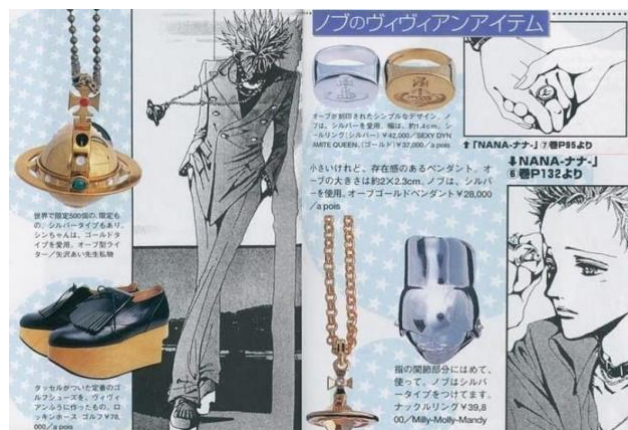 世界で限定500個の、限定も
の。シルバータイプもあり。
シンちゃんは、ゴールドタ
イプを愛用。オーブ型ライ
ター/矢沢あい先生私物
タッセルがついた定番のゴ
ルフシューズを、ヴィヴィ
アンふうに作ったもの。ロ
ッキンホース ゴルフ¥78,
000/a pois
ノブのヴィヴィアンアイテム
オーブが刻印されたシンプルなデザイン。ノ
ブは、シルバーを愛用。幅は、約1.4cm。シ
ールリング(シルバー)¥42,000/SEXY DYN
AMITE QUEEN、(ゴールド)¥37,000/a pois
⬆「NANA-ナナ-」⑦巻P85より
小さいけれど、存在感のあるペンダント。オ
ーブの大きさは約2×2.3cm。ノブは、シルバ
ーを使用。オーブゴールドペンダント¥28,000
/a pois
⬇NANA-ナナ-」
⑥巻P132より
指の関節部分にはめて、
使って。ノブはシルバ
ータイプをつけてます。
ナックルリング¥39,8
00/Milly-Molly-Mandy